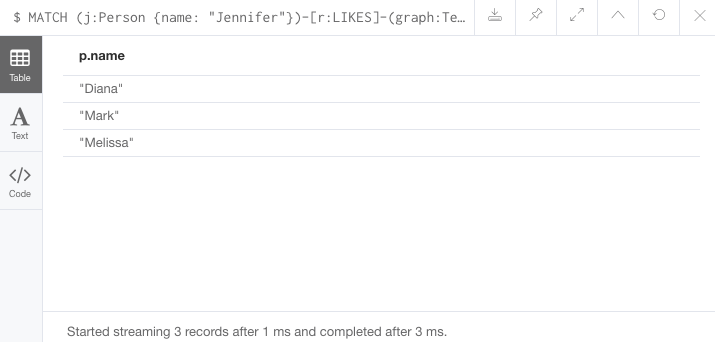 $ MATCH (j:Person {name: "Jennifer"})-[r:LIKES]-(graph:Te…
Table
A
Text
</>
Code
p.name
"Diana"
"Mark"
"Melissa"
Started streaming 3 records after 1 ms and completed after 3 ms.